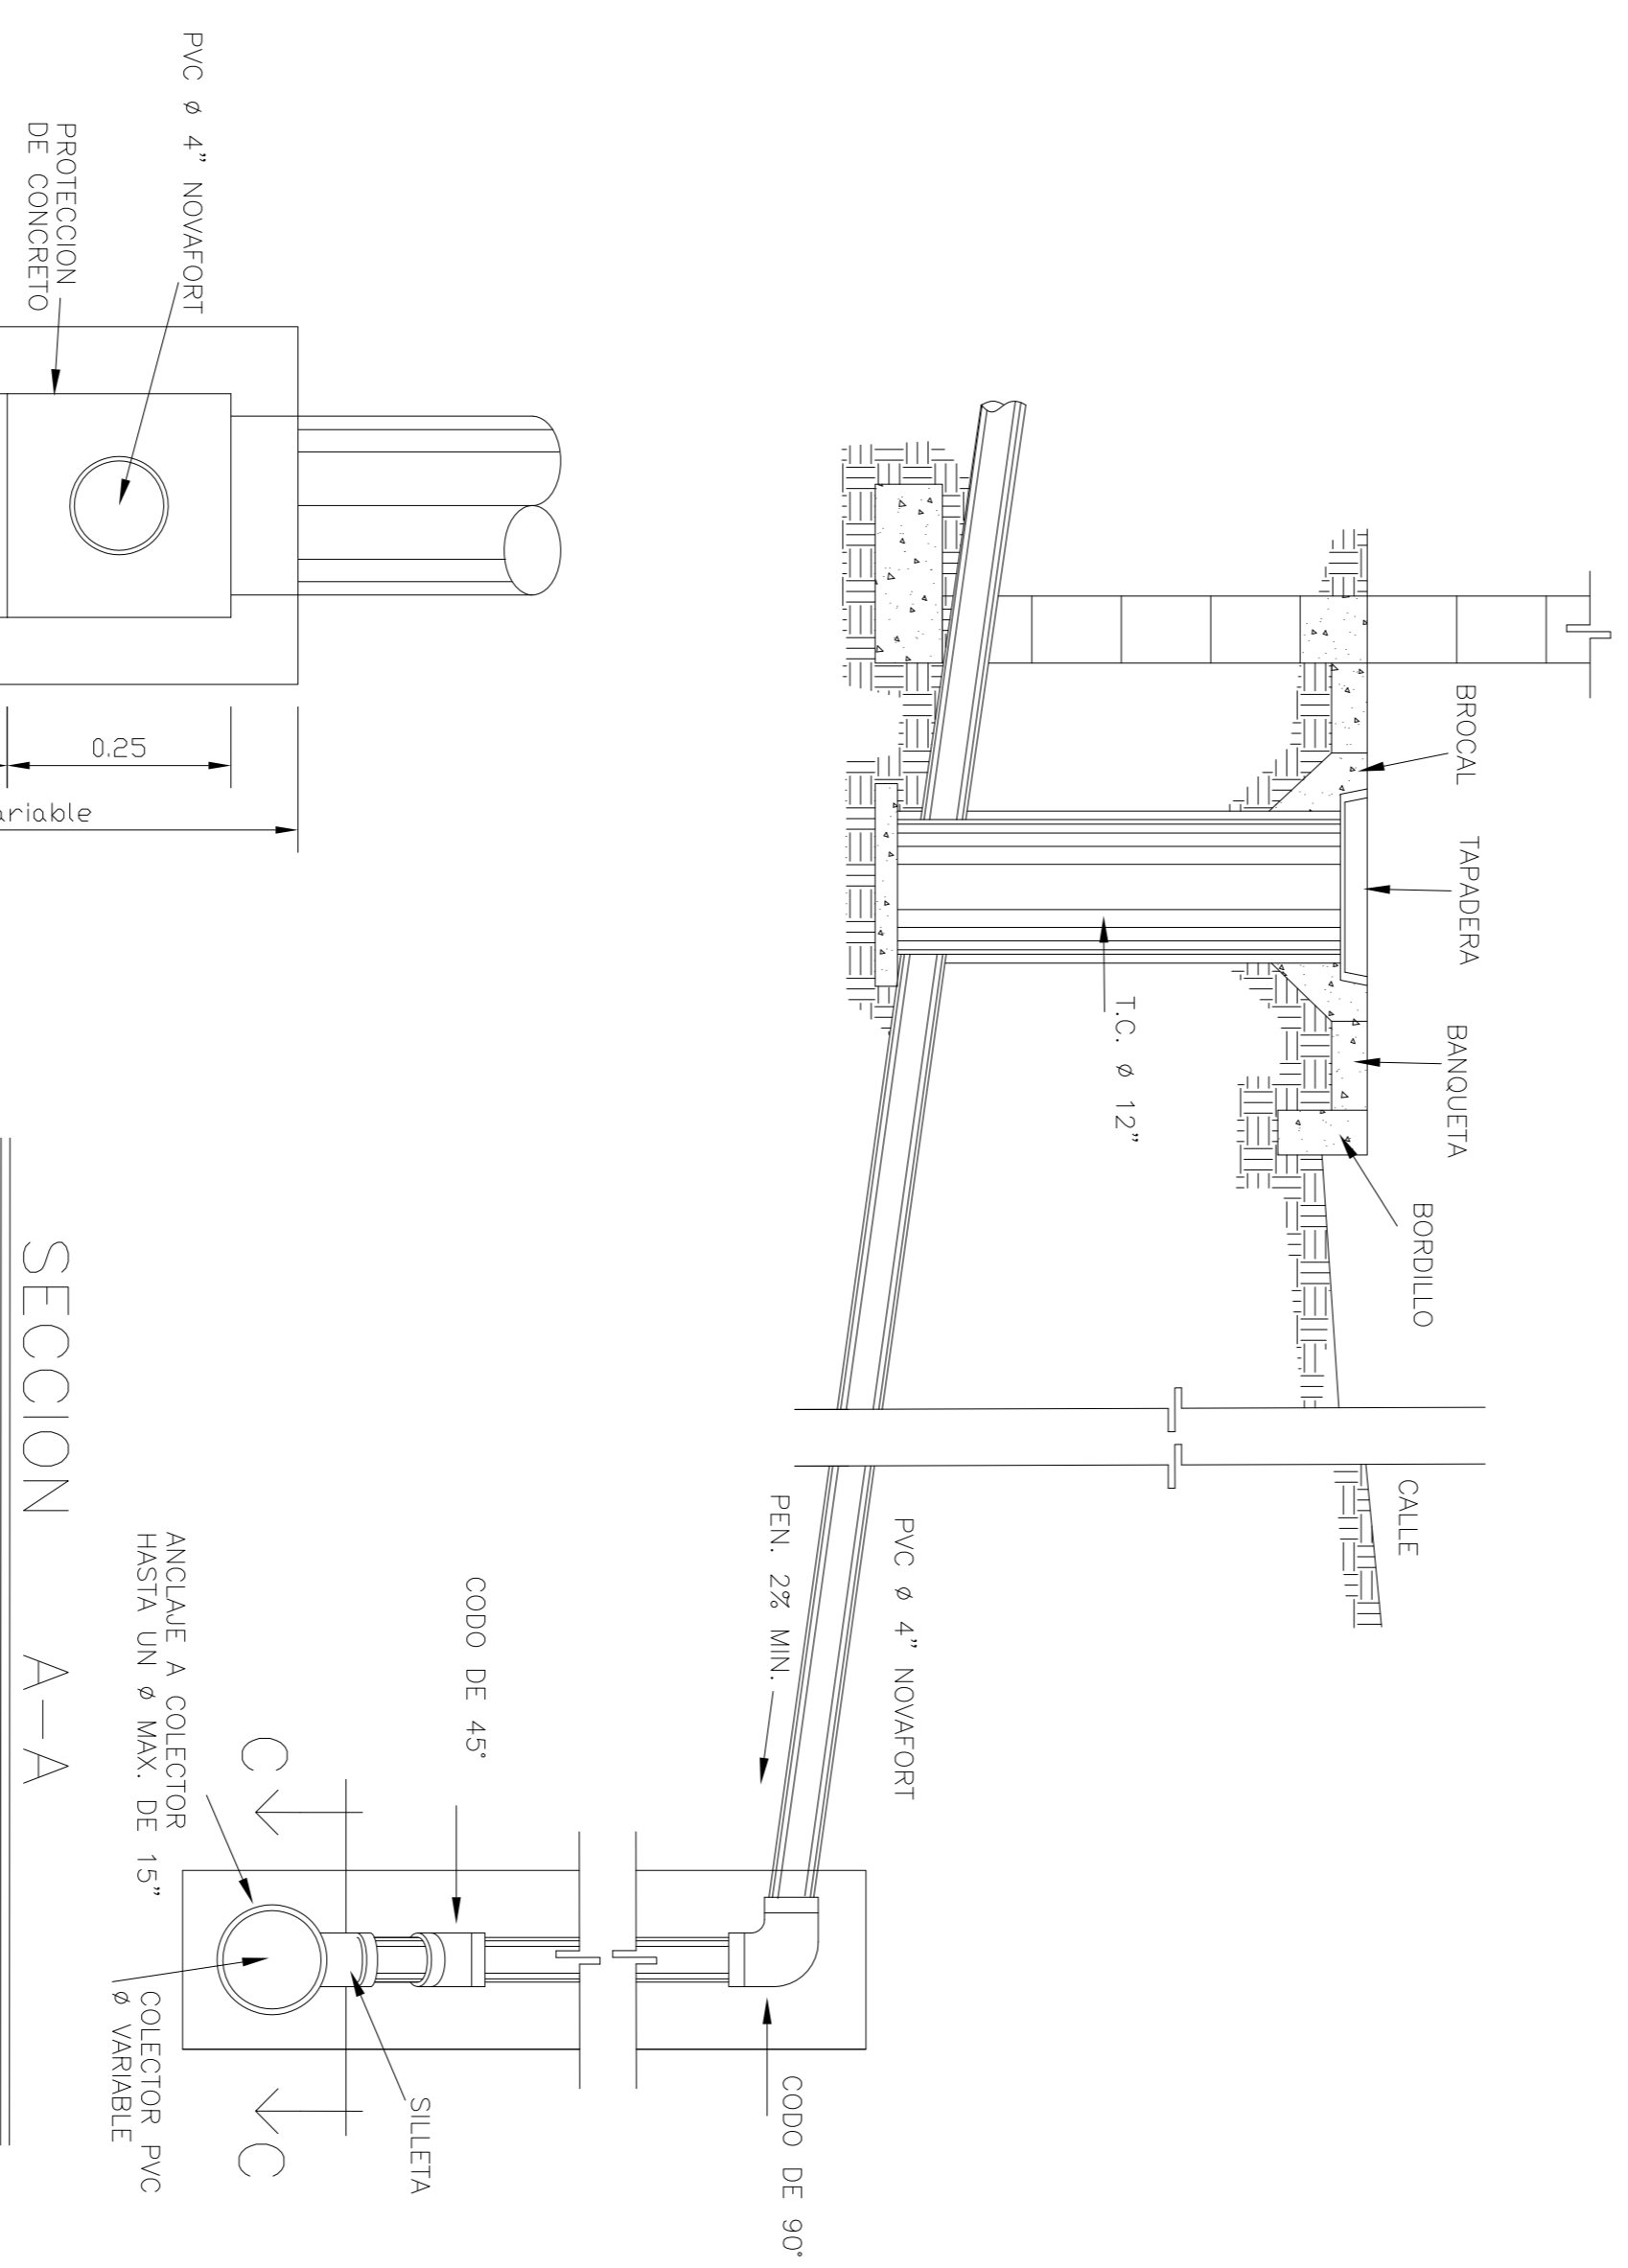 BROCAL
TAPADERA
BANQUETA
BORDILLO
CALLE
T.C. ø 12”
PVC ø 4” NOVAFORT
PEN. 2% MIN.
CODO DE 90°
CODO DE 45°
SILLETA
ANCLAJE A COLECTOR
HASTA UN ø MAX. DE 15”
C
C
COLECTOR PVC
ø VARIABLE
SECCION A—A
PVC ø 4” NOVAFORT
PROTECCION
DE CONCRETO
0.25
ariable